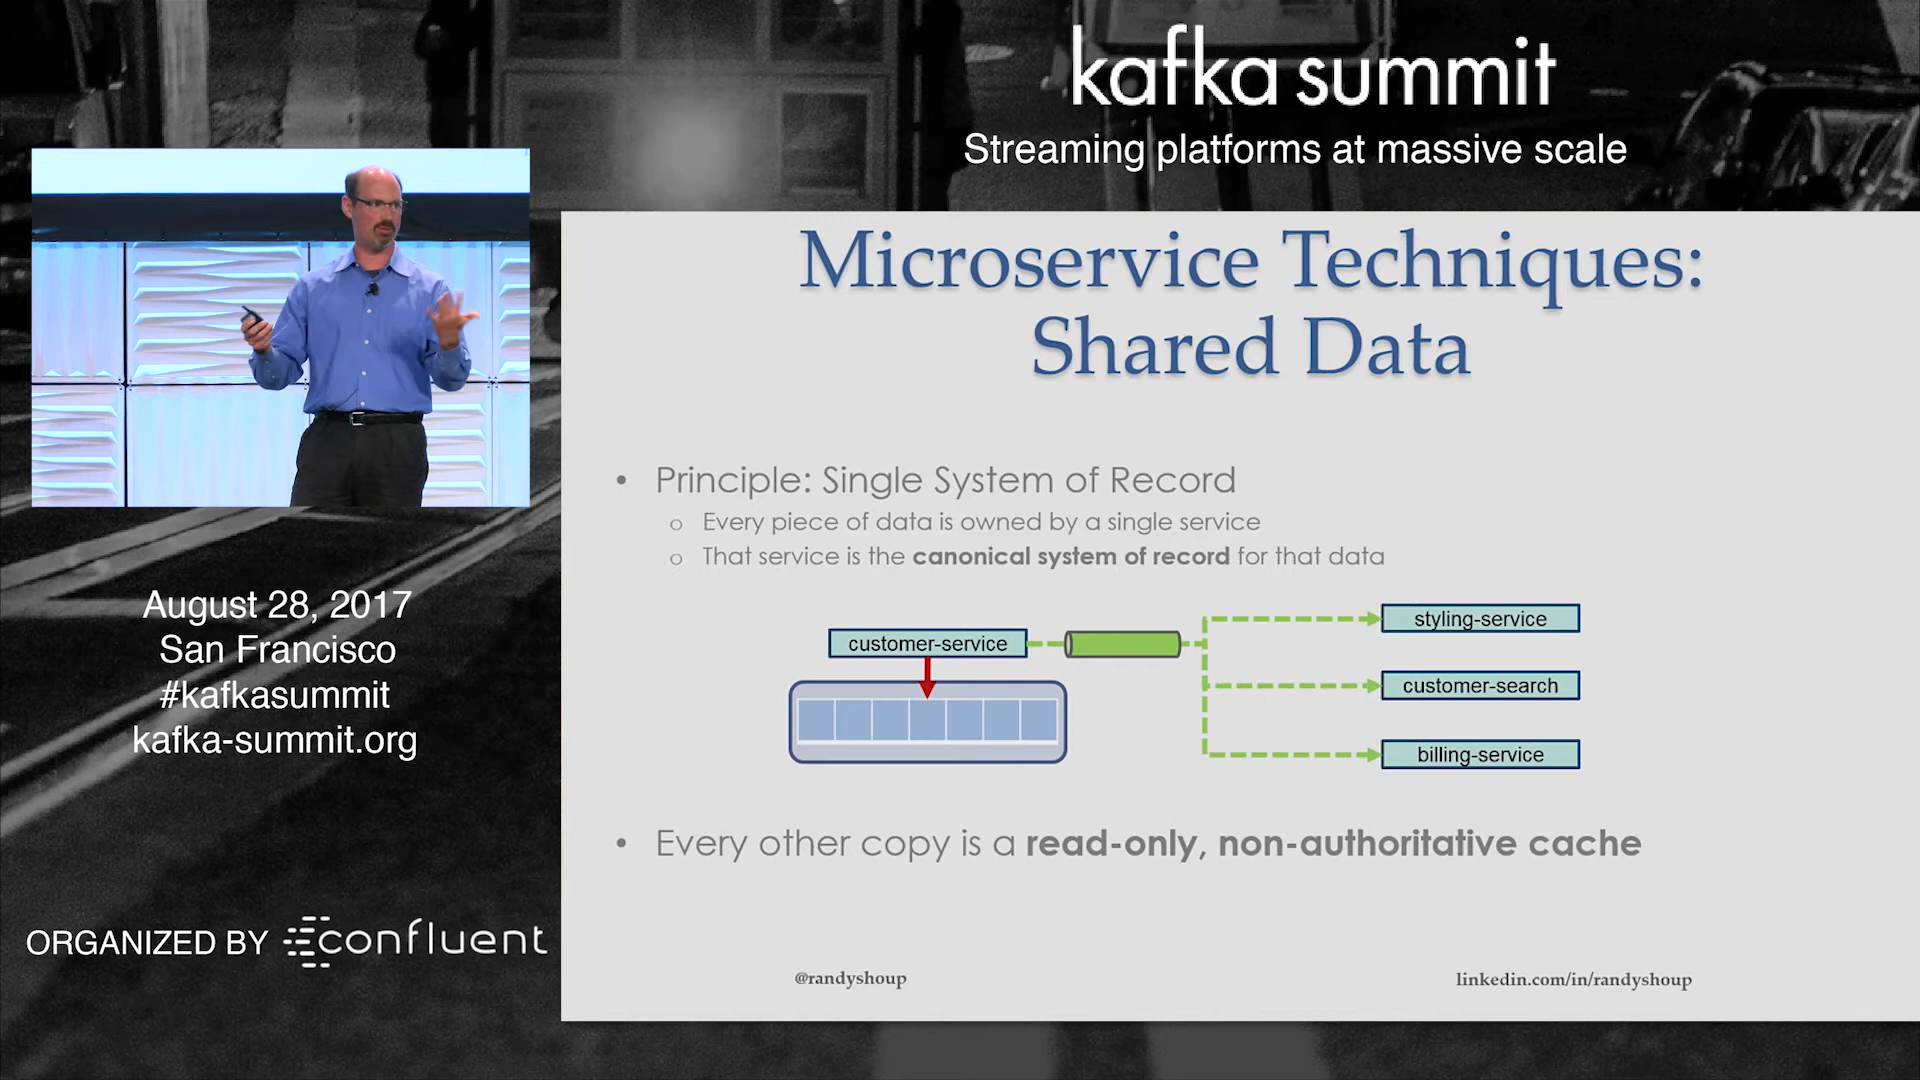 kafka summit
Streaming platforms at massive scale
Microservice Techniques:
Shared Data
• Principle: Single System of Record
o Every piece of data is owned by a single service
o That service is the canonical system of record for that data
customer-service
styling-service
customer-search
billing-service
• Every other copy is a read-only, non-authoritative cache
@randyshoup
linkedin.com/in/randyshoup
August 28, 2017
San Francisco
#kafkasummit
kafka-summit.org
ORGANIZED BY confluent